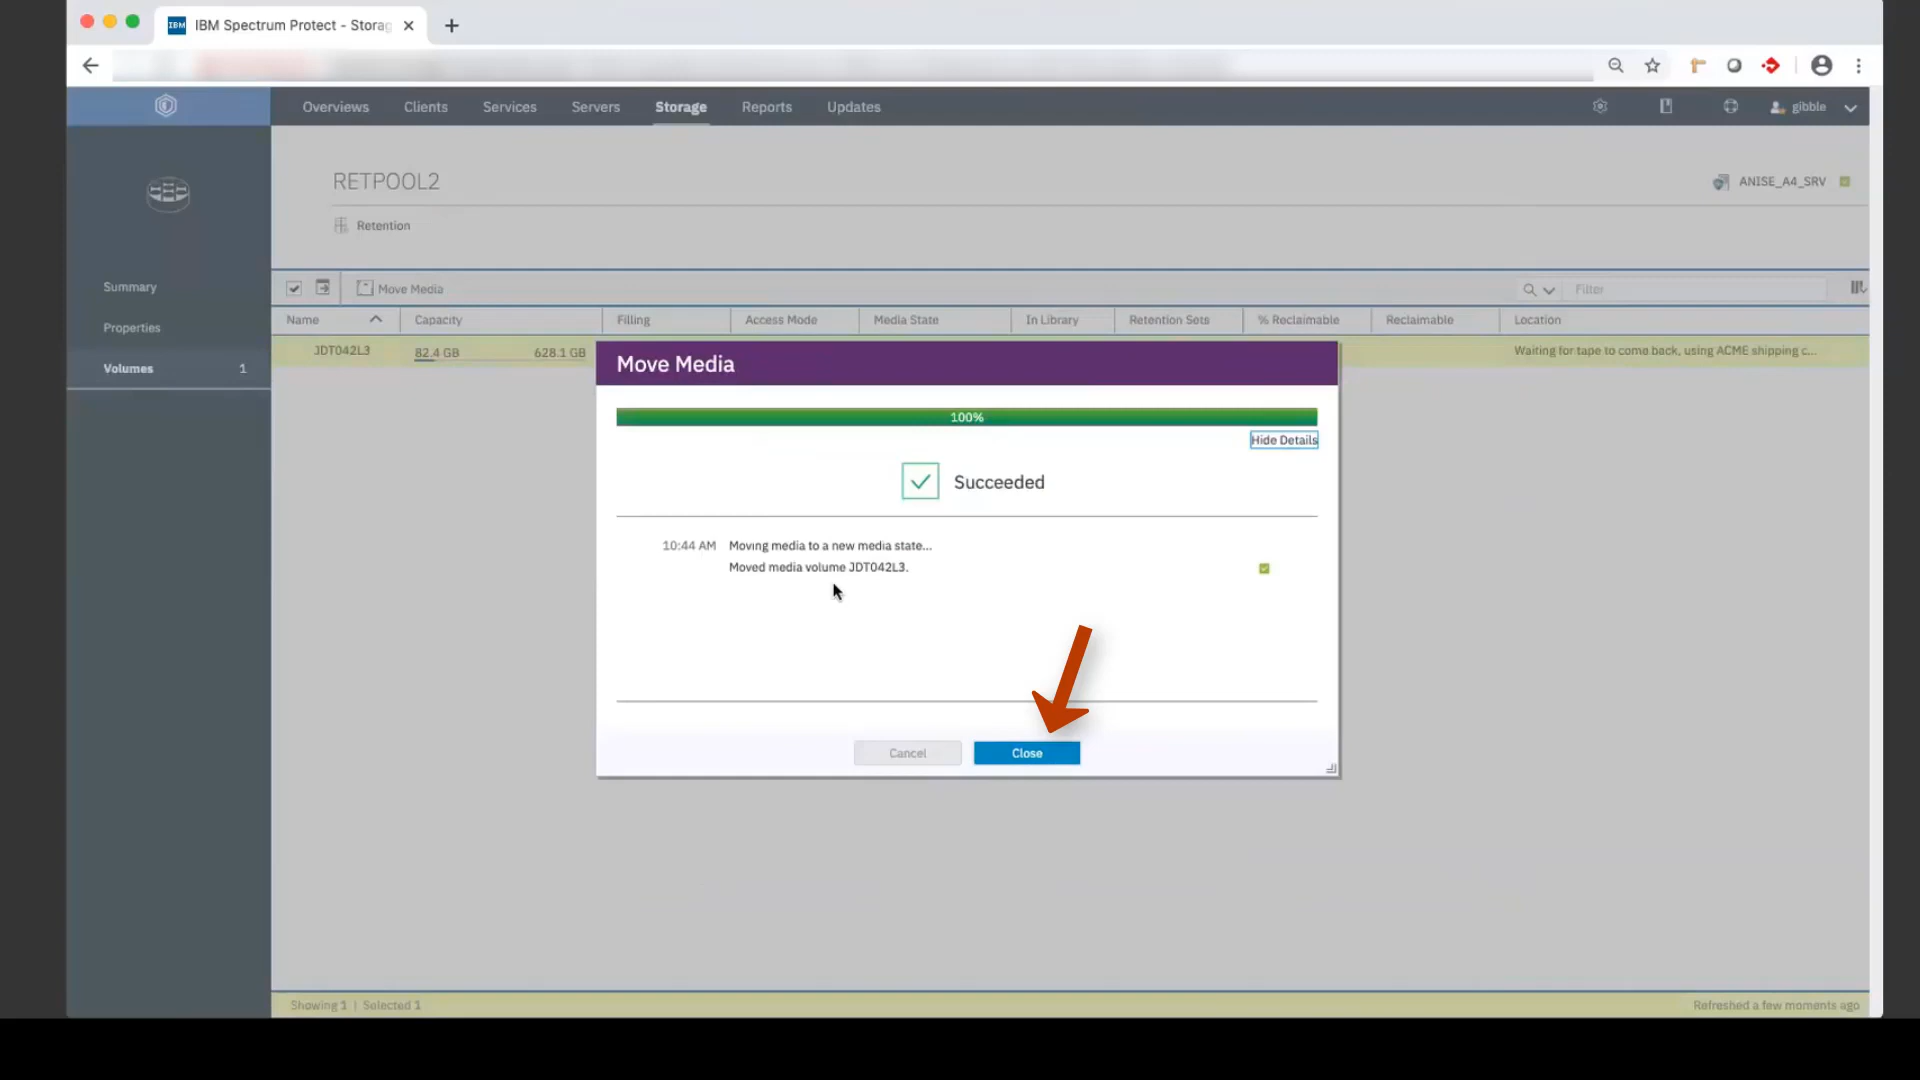 IBM Spectrum Protect - Storag
Overviews Clients Services Servers Storage Reports Updates gibble
RETPOOL2
ANISE_A4_SRV
Retention
Summary
Properties
Volumes 1
Move Media
Filter
Name Capacity Filling Access Mode Media State In Library Retention Sets % Reclaimable Reclaimable Location
JDT042L3 82.4 GB 628.1 GB Waiting for tape to come back, using ACME shipping c...
Move Media
100%
Hide Details
Succeeded
10:44 AM Moving media to a new media state...
Moved media volume JDT042L3.
Cancel Close
Showing 1 | Selected 1
Refreshed a few moments ago